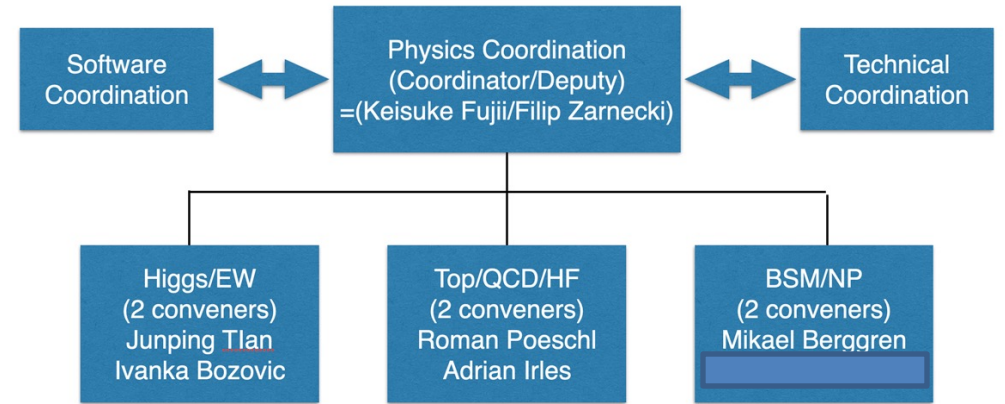 Software
Coordination
Physics Coordination
(Coordinator/Deputy)
=(Keisuke Fujii/Filip Zarnecki)
Technical
Coordination
Higgs/EW
(2 conveners)
Junping TIan
Ivanka Bozovic
Top/QCD/HF
(2 conveners)
Roman Poeschl
Adrian Irles
BSM/NP
(2 conveners)
Mikael Berggren